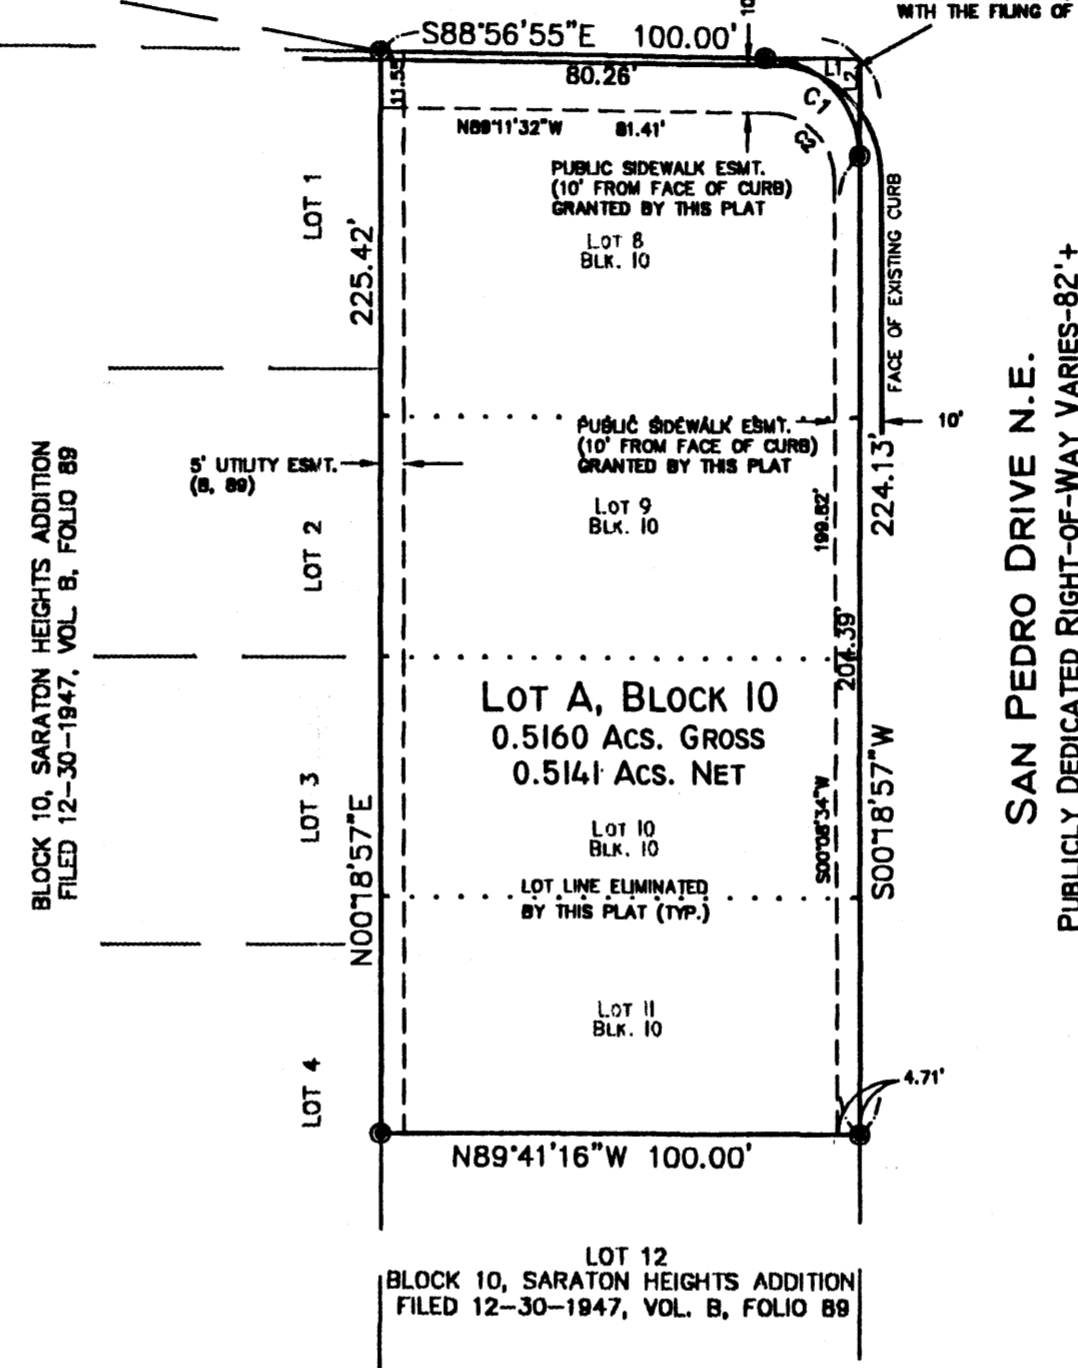 WITH THE FILING OF
S88°56'55"E 100.00'
10
80.26'
11.55'
L1
L2
C1
N89°11'32"W 81.41'
PUBLIC SIDEWALK ESMT.
(10' FROM FACE OF CURB)
GRANTED BY THIS PLAT
LOT 8
BLK. 10
LOT 1
225.42'
FACE OF EXISTING CURB
PUBLIC SIDEWALK ESMT.
(10' FROM FACE OF CURB)
GRANTED BY THIS PLAT
10'
5' UTILITY ESMT.
(B, 89)
LOT 9
BLK. 10
199.82'
224.13'
LOT 2
BLOCK 10, SARATON HEIGHTS ADDITION
FILED 12-30-1947, VOL. B, FOLIO 89
204.39'
LOT A, BLOCK 10
0.5160 ACS. GROSS
0.5141 ACS. NET
LOT 3
N00°18'57"E
LOT 10
BLK. 10
S00°08'34"W
S00°18'57"W
SAN PEDRO DRIVE N.E.
PUBLICLY DEDICATED RIGHT-OF-WAY VARIES-82'+
LOT LINE ELIMINATED
BY THIS PLAT (TYP.)
LOT 11
BLK. 10
LOT 4
4.71'
N89°41'16"W 100.00'
LOT 12
BLOCK 10, SARATON HEIGHTS ADDITION
FILED 12-30-1947, VOL. B, FOLIO 89